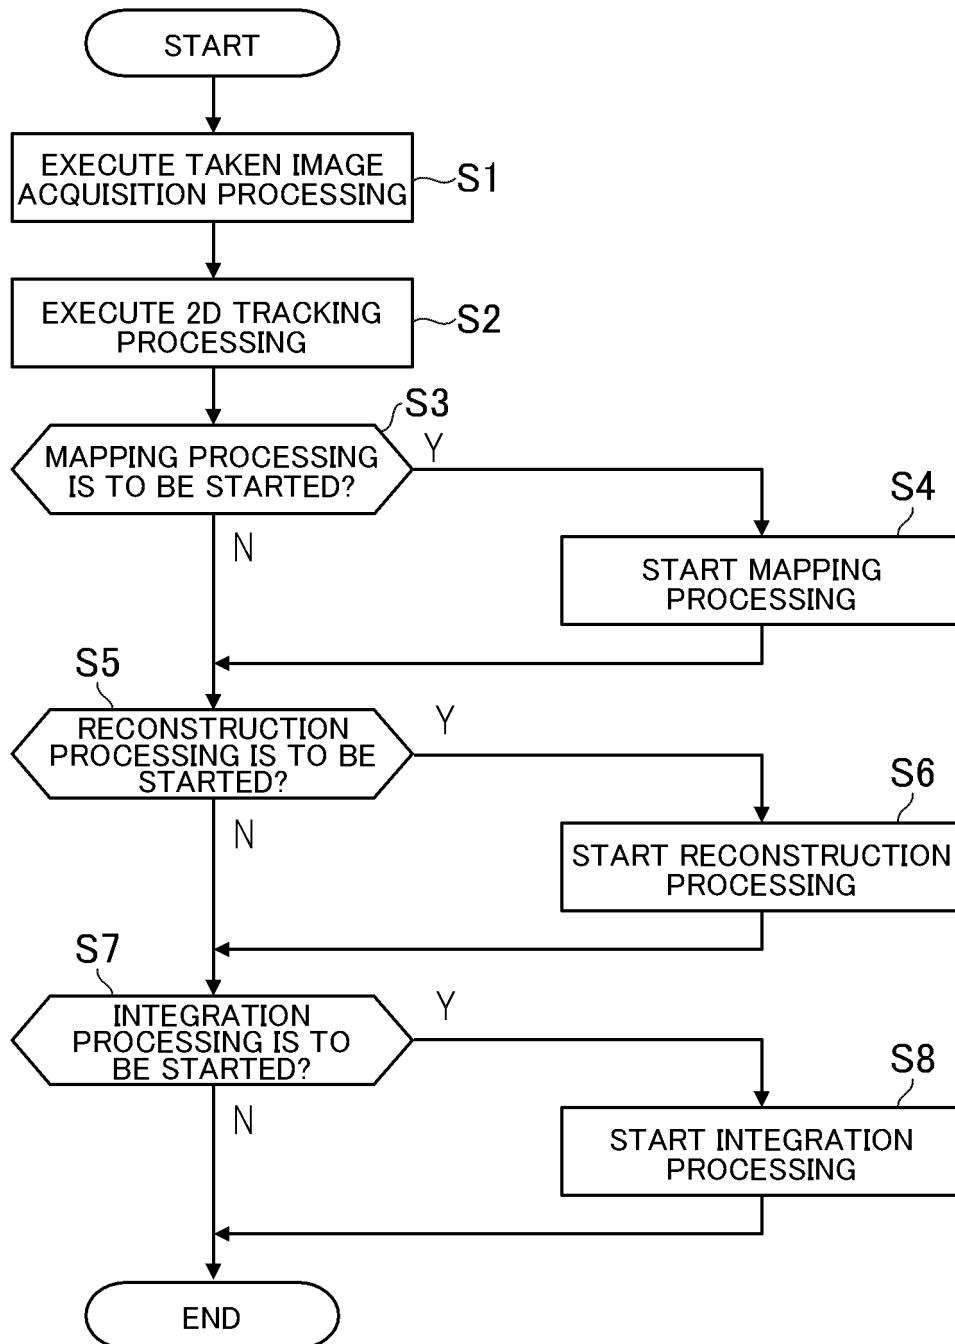 START
EXECUTE TAKEN IMAGE
ACQUISITION PROCESSING
S1
EXECUTE 2D TRACKING
PROCESSING
S2
S3
MAPPING PROCESSING
IS TO BE STARTED?
Y
N
S4
START MAPPING
PROCESSING
S5
RECONSTRUCTION
PROCESSING IS TO BE
STARTED?
Y
N
S6
START RECONSTRUCTION
PROCESSING
S7
INTEGRATION
PROCESSING IS TO
BE STARTED?
Y
N
S8
START INTEGRATION
PROCESSING
END